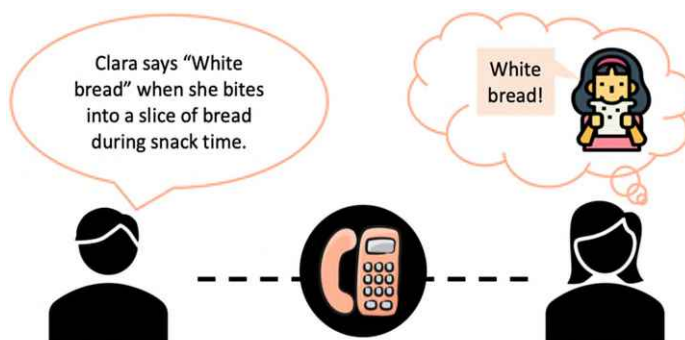 Clara says “White
bread” when she bites
into a slice of bread
during snack time.
White
bread!